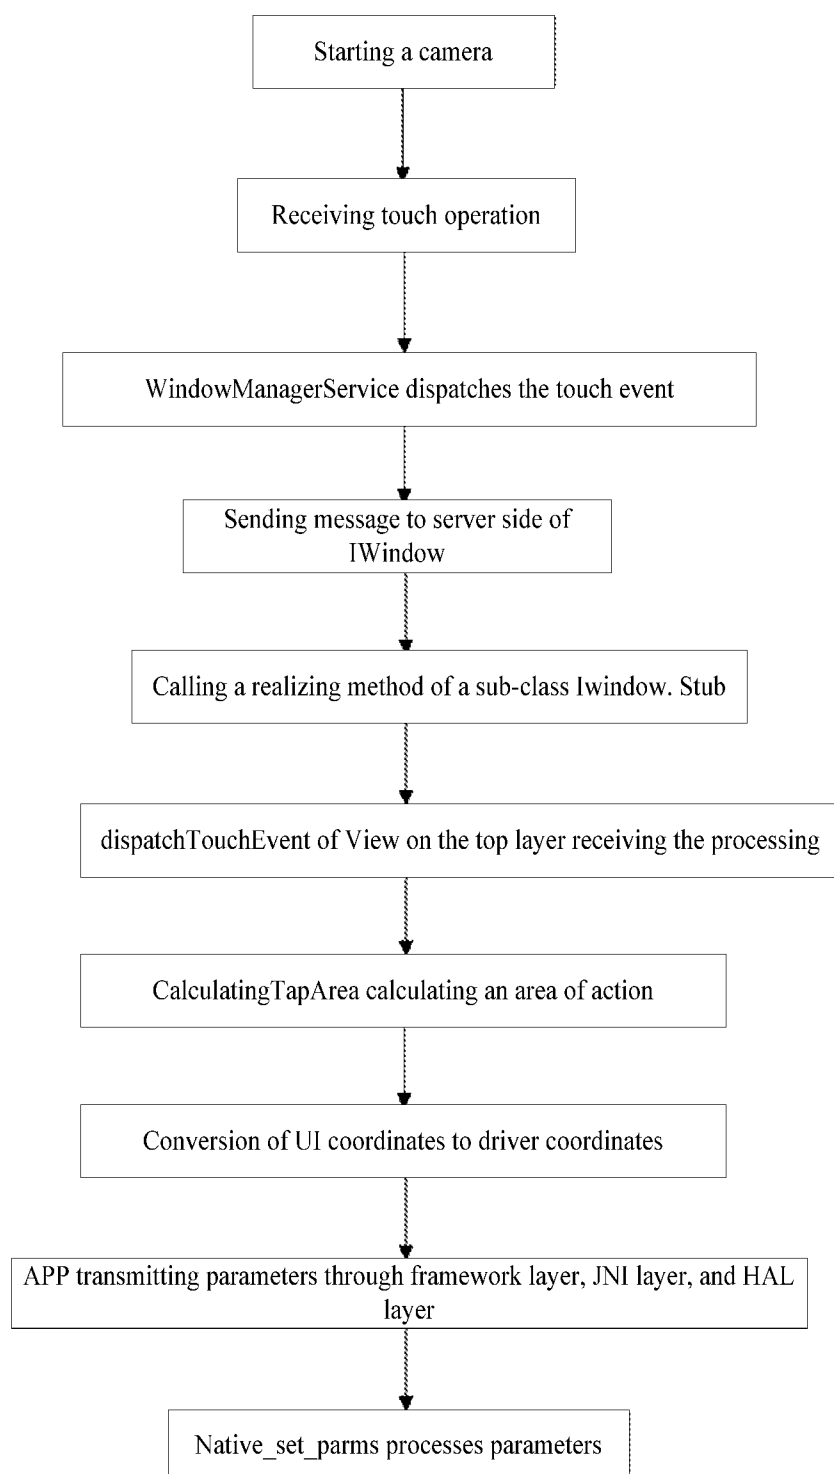 Starting a camera
Receiving touch operation
WindowManagerService dispatches the touch event
Sending message to server side of
IWindow
Calling a realizing method of a sub-class Iwindow. Stub
dispatchTouchEvent of View on the top layer receiving the processing
CalculatingTapArea calculating an area of action
Conversion of UI coordinates to driver coordinates
APP transmitting parameters through framework layer, JNI layer, and HAL
layer
Native_set_parms processes parameters